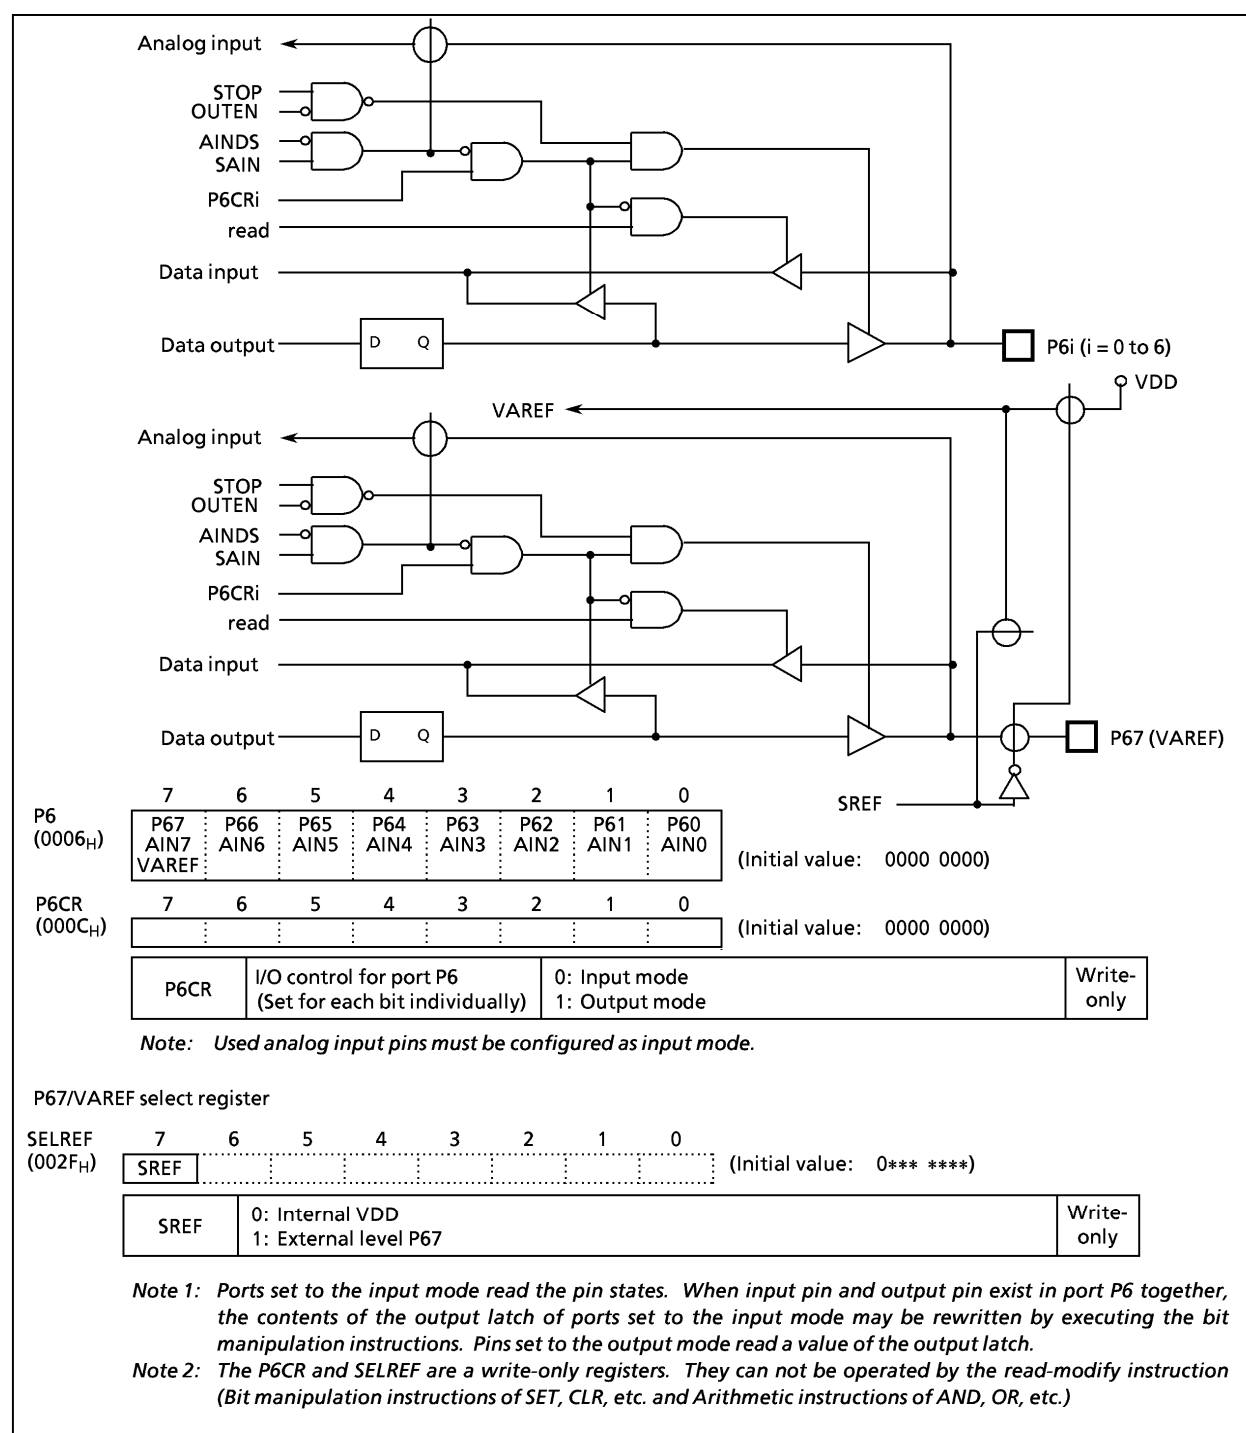 Analog input
STOP
OUTEN
AINDS
SAIN
P6CRi
read
Data input
Data output
D Q
P6i (i = 0 to 6)
VDD
VAREF
Analog input
STOP
OUTEN
AINDS
SAIN
P6CRi
read
Data input
Data output
D Q
P67 (VAREF)
SREF
7 6 5 4 3 2 1 0
P6
(0006H)
P67 P66 P65 P64 P63 P62 P61 P60
AIN7 AIN6 AIN5 AIN4 AIN3 AIN2 AIN1 AIN0
VAREF
(Initial value: 0000 0000)
P6CR
(000CH)
7 6 5 4 3 2 1 0
(Initial value: 0000 0000)
P6CR
I/O control for port P6
(Set for each bit individually)
0: Input mode
1: Output mode
Write-
only
Note: Used analog input pins must be configured as input mode.
P67/VAREF select register
SELREF
(002FH)
7 6 5 4 3 2 1 0
SREF
(Initial value: 0*** ****)
SREF
0: Internal VDD
1: External level P67
Write-
only
Note 1: Ports set to the input mode read the pin states. When input pin and output pin exist in port P6 together,
the contents of the output latch of ports set to the input mode may be rewritten by executing the bit
manipulation instructions. Pins set to the output mode read a value of the output latch.
Note 2: The P6CR and SELREF are a write-only registers. They can not be operated by the read-modify instruction
(Bit manipulation instructions of SET, CLR, etc. and Arithmetic instructions of AND, OR, etc.)